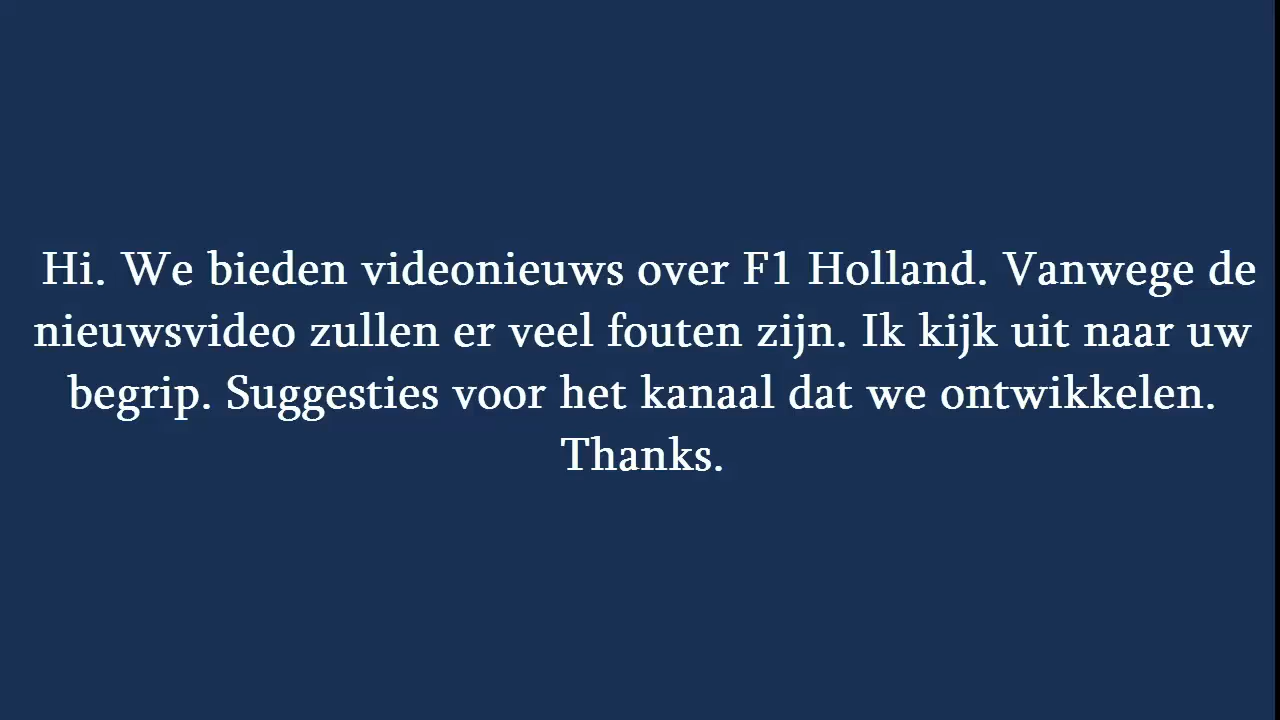 Hi. We bieden videonieuws over F1 Holland. Vanwege de
nieuwsvideo zullen er veel fouten zijn. Ik kijk uit naar uw
begrip. Suggesties voor het kanaal dat we ontwikkelen.
Thanks.